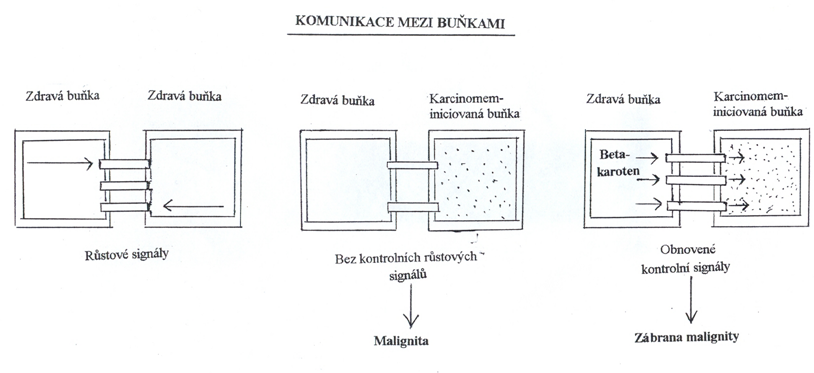 KOMUNIKACE MEZI BUŇKAMI
Zdravá buňka
Zdravá buňka
Růstové signály
Zdravá buňka
Karcinomem-
iniciovaná buňka
Bez kontrolních růstových
signálů
Malignita
Zdravá buňka
Karcinomem-
iniciovaná buňka
Beta-
karoten
Obnovené
kontrolní signály
Zábrana malignity